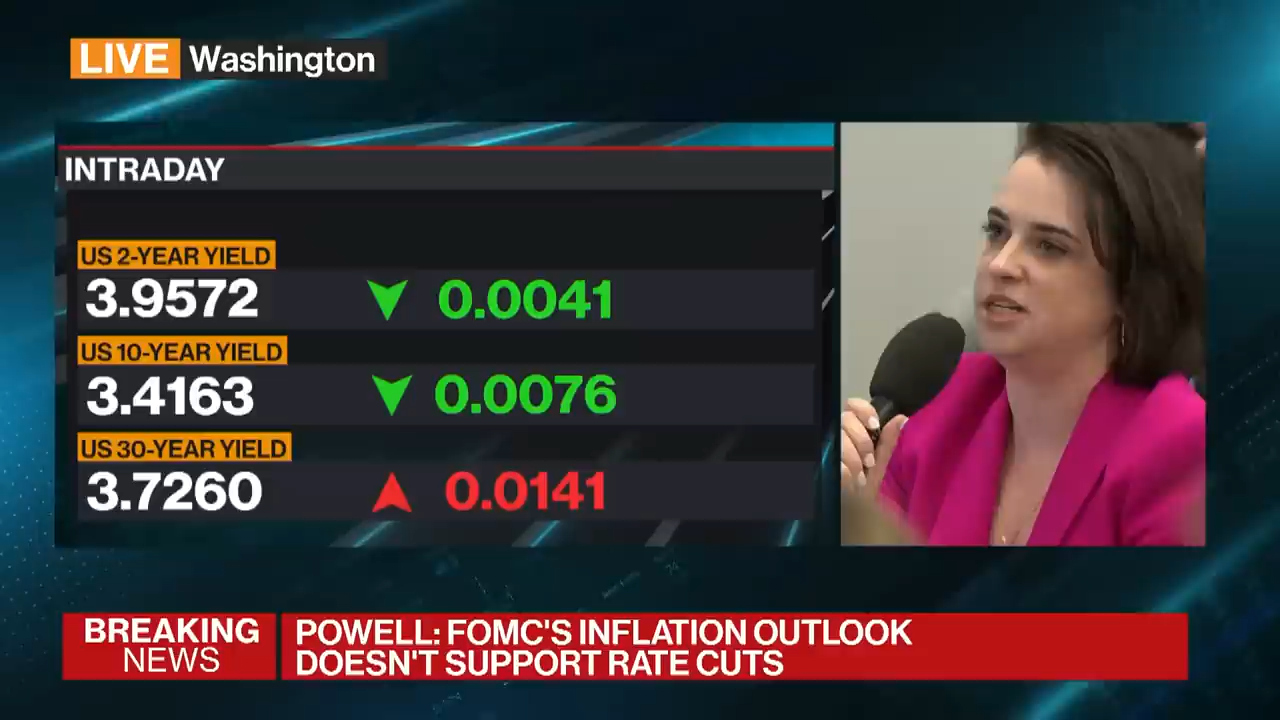 LIVE Washington
INTRADAY
US 2-YEAR YIELD
3.9572 ▼ 0.0041
US 10-YEAR YIELD
3.4163 ▼ 0.0076
US 30-YEAR YIELD
3.7260 ▲ 0.0141
BREAKING NEWS
POWELL: FOMC'S INFLATION OUTLOOK
DOESN'T SUPPORT RATE CUTS